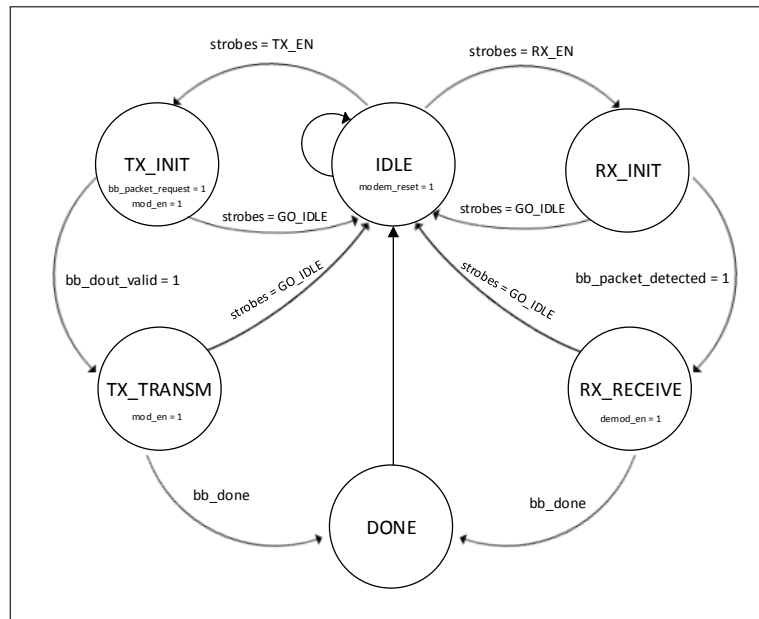 strobes = TX_EN
strobes = RX_EN
TX_INIT
bb_packet_request = 1
mod_en = 1
IDLE
modem_reset = 1
RX_INIT
strobes = GO_IDLE
strobes = GO_IDLE
bb_dout_valid = 1
strobes = GO_IDLE
strobes = GO_IDLE
bb_packet_detected = 1
TX_TRANSM
mod_en = 1
RX_RECEIVE
demod_en = 1
bb_done
bb_done
DONE